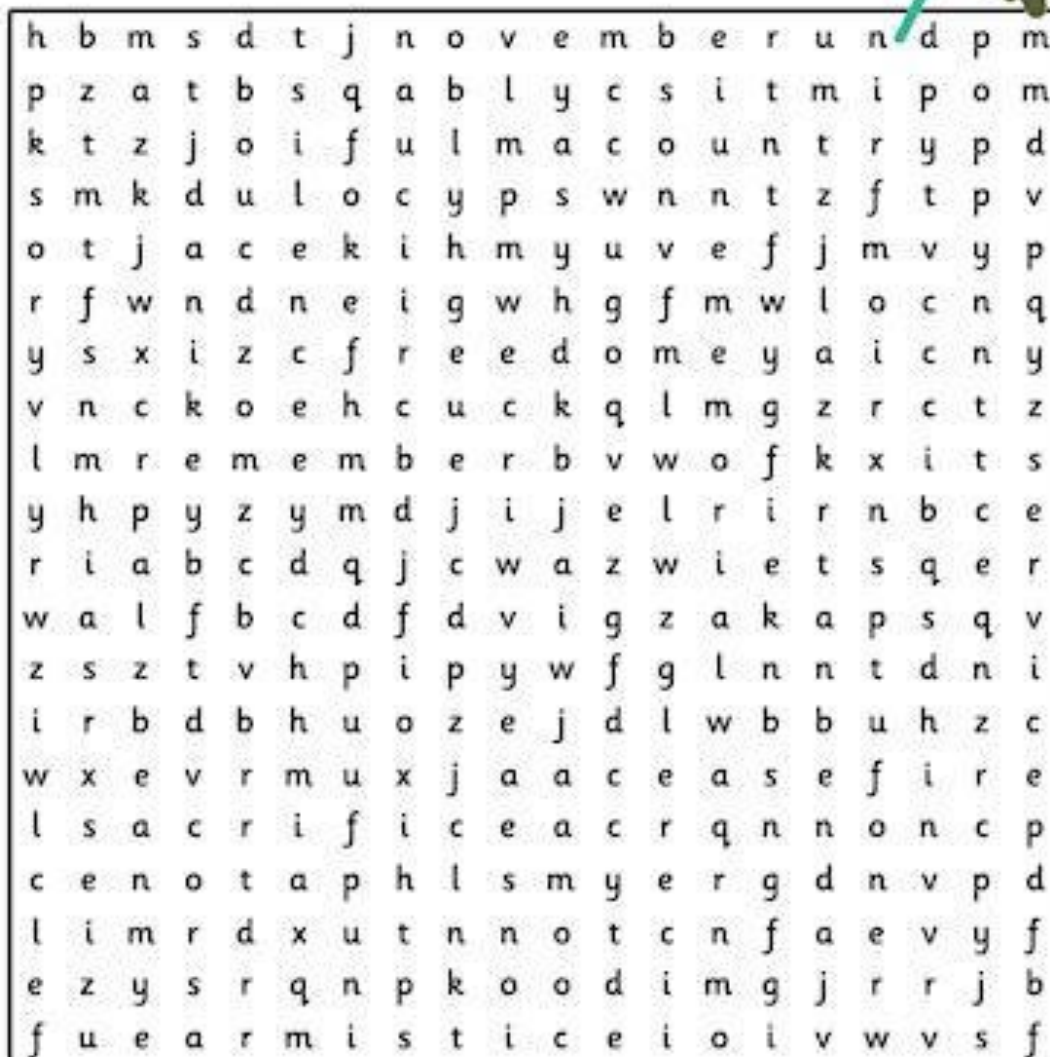 h b m s d t j n o v e m b e r u n d p m
p z a t b s q a b l y c s i t m i p o m
k t z j o i f u l m a c o u n t r y p d
s m k d u l o c y p s w n n t z f t p v
o t j a c e k i h m y u v e f j m v y p
r f w n d n e i g w h g f m w l o c n q
y s x i z c f r e e d o m e y a i c n y
v n c k o e h c u c k q l m g z r c t z
l m r e m e m b e r b v w o f k x i t s
y h p y z y m d j i j e l r i r n b c e
r i a b c d q j c w a z w i e t s q e r
w a l f b c d f d v i g z a k a p s q v
z s z t v h p i p y w f g l n n t d n i
i r b d b h u o z e j d l w b b u h z c
w x e v r m u x j a a c e a s e f i r e
l s a c r i f i c e a c r q n n o n c p
c e n o t a p h l s m y e r g d n v p d
l i m r d x u t n n o t c n f a e v y f
e z y s r q n p k o o d i m g j r r j b
f u e a r m i s t i c e i o i v w v s f